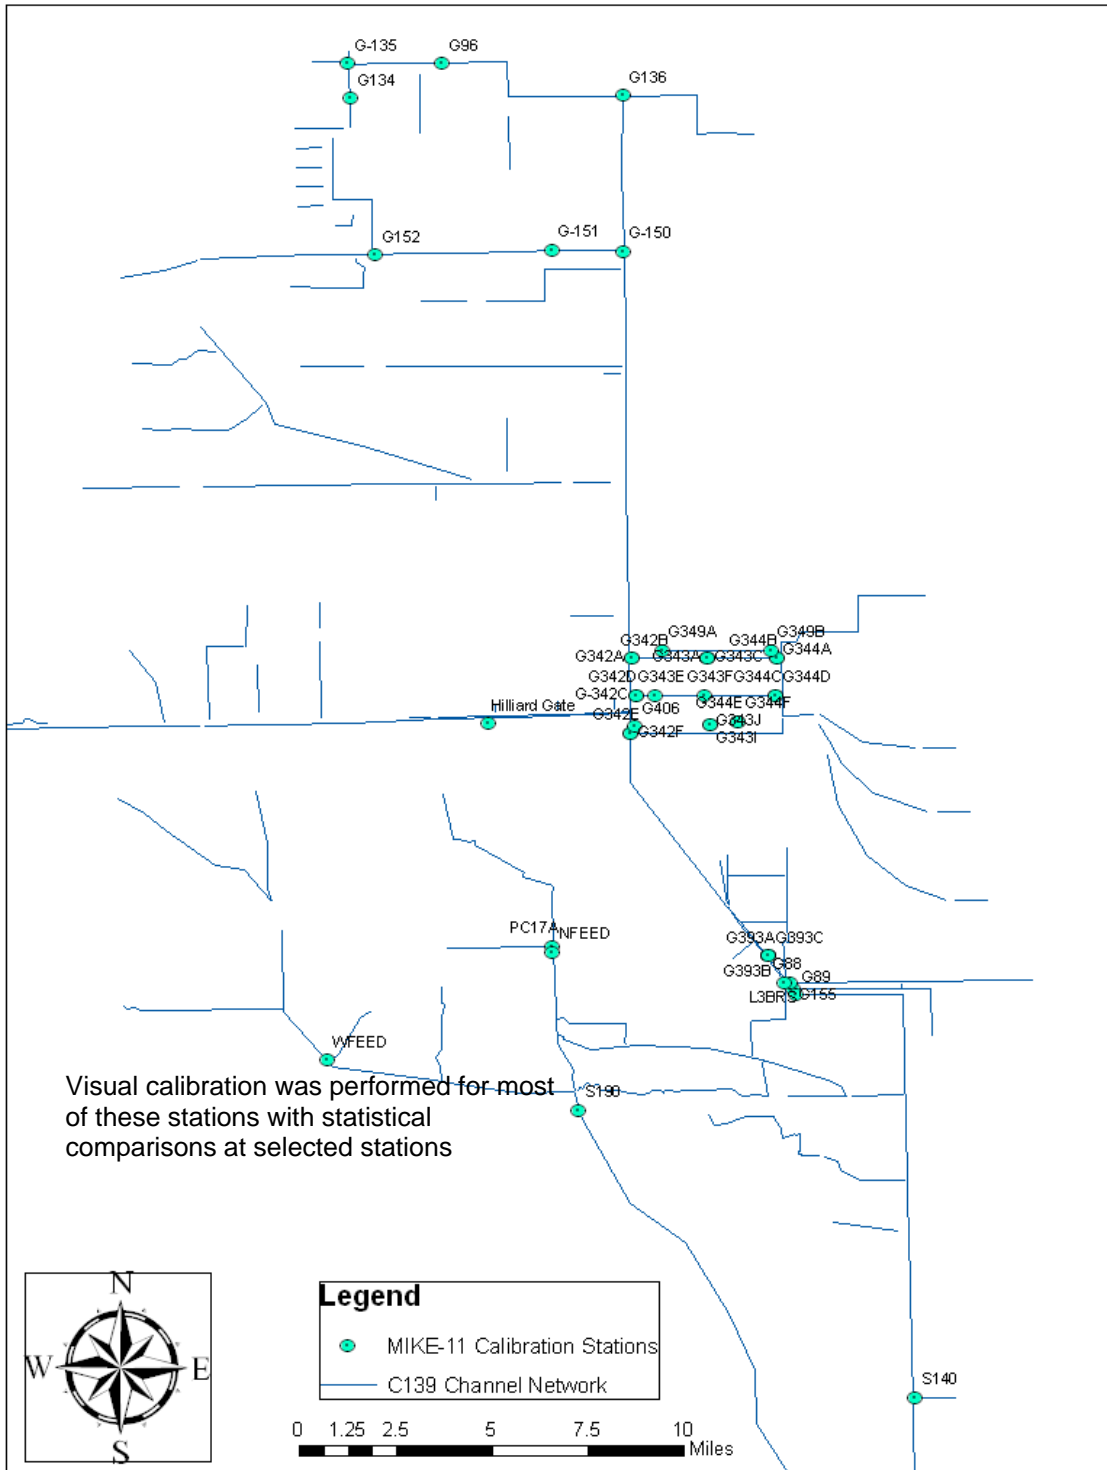 G-135
G96
G134
G136
G152
G-151
G-150
G349A
G349B
G342B
G344B
G342A
G343A
G343C
G344A
G342D
G343E
G343F
G344C
G344D
G-342C
G406
G344E
G344F
Hilliard Gate
G342E
G343J
G342F
G343I
PC17A
NFEED
G393A
G393C
G88
G393B
G89
L3BRS
G155
WFEED
Visual calibration was performed for most
of these stations with statistical
comparisons at selected stations
S190
N
W
E
S
Legend
MIKE-11 Calibration Stations
C139 Channel Network
0 1.25 2.5 5 7.5 10
Miles
S140